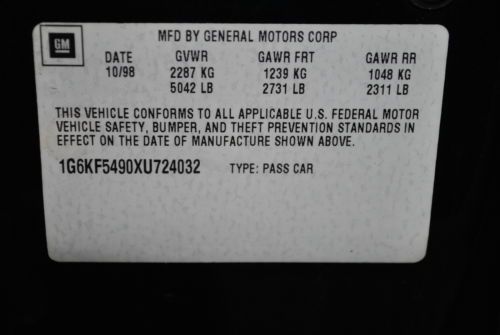 GM
MFD BY GENERAL MOTORS CORP
DATE GVWR GAWR FRT GAWR RR
10/98 2287 KG 1239 KG 1048 KG
5042 LB 2731 LB 2311 LB
THIS VEHICLE CONFORMS TO ALL APPLICABLE U.S. FEDERAL MOTOR
VEHICLE SAFETY, BUMPER, AND THEFT PREVENTION STANDARDS IN
EFFECT ON THE DATE OF MANUFACTURE SHOWN ABOVE.
1G6KF5490XU724032 TYPE: PASS CAR